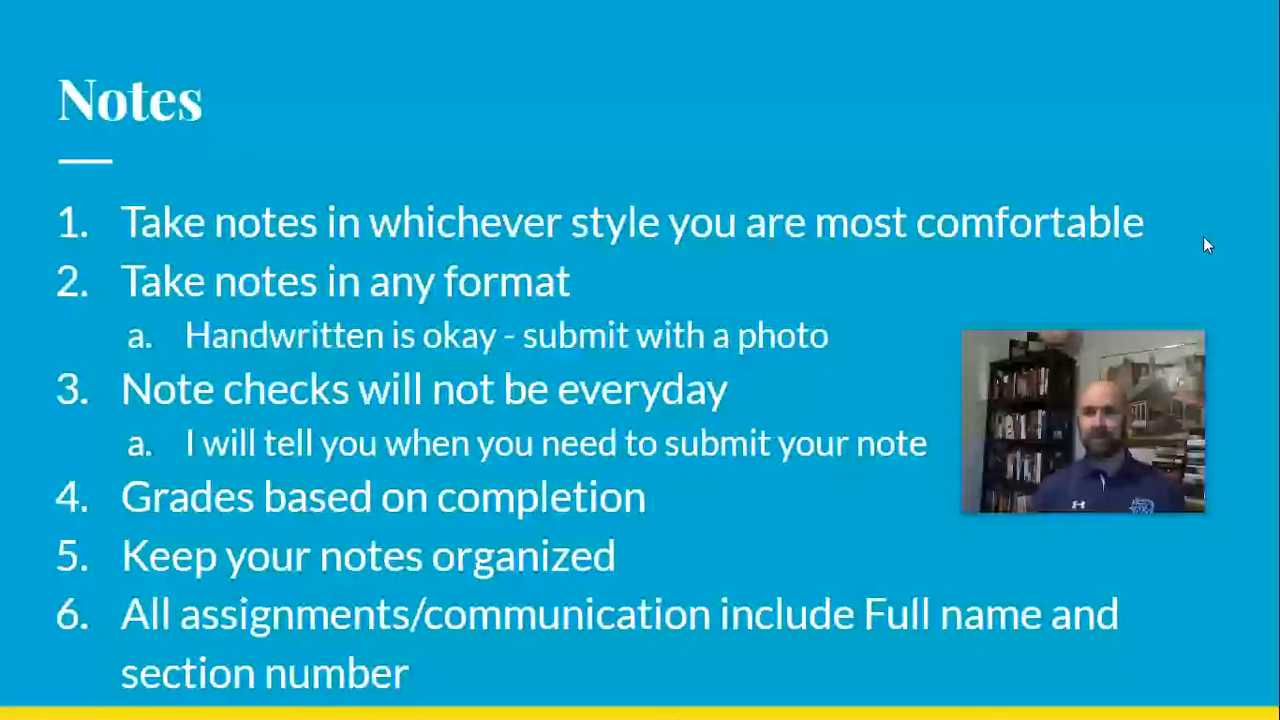 Notes
1. Take notes in whichever style you are most comfortable
2. Take notes in any format
a. Handwritten is okay - submit with a photo
3. Note checks will not be everyday
a. I will tell you when you need to submit your note
4. Grades based on completion
5. Keep your notes organized
6. All assignments/communication include Full name and
section number